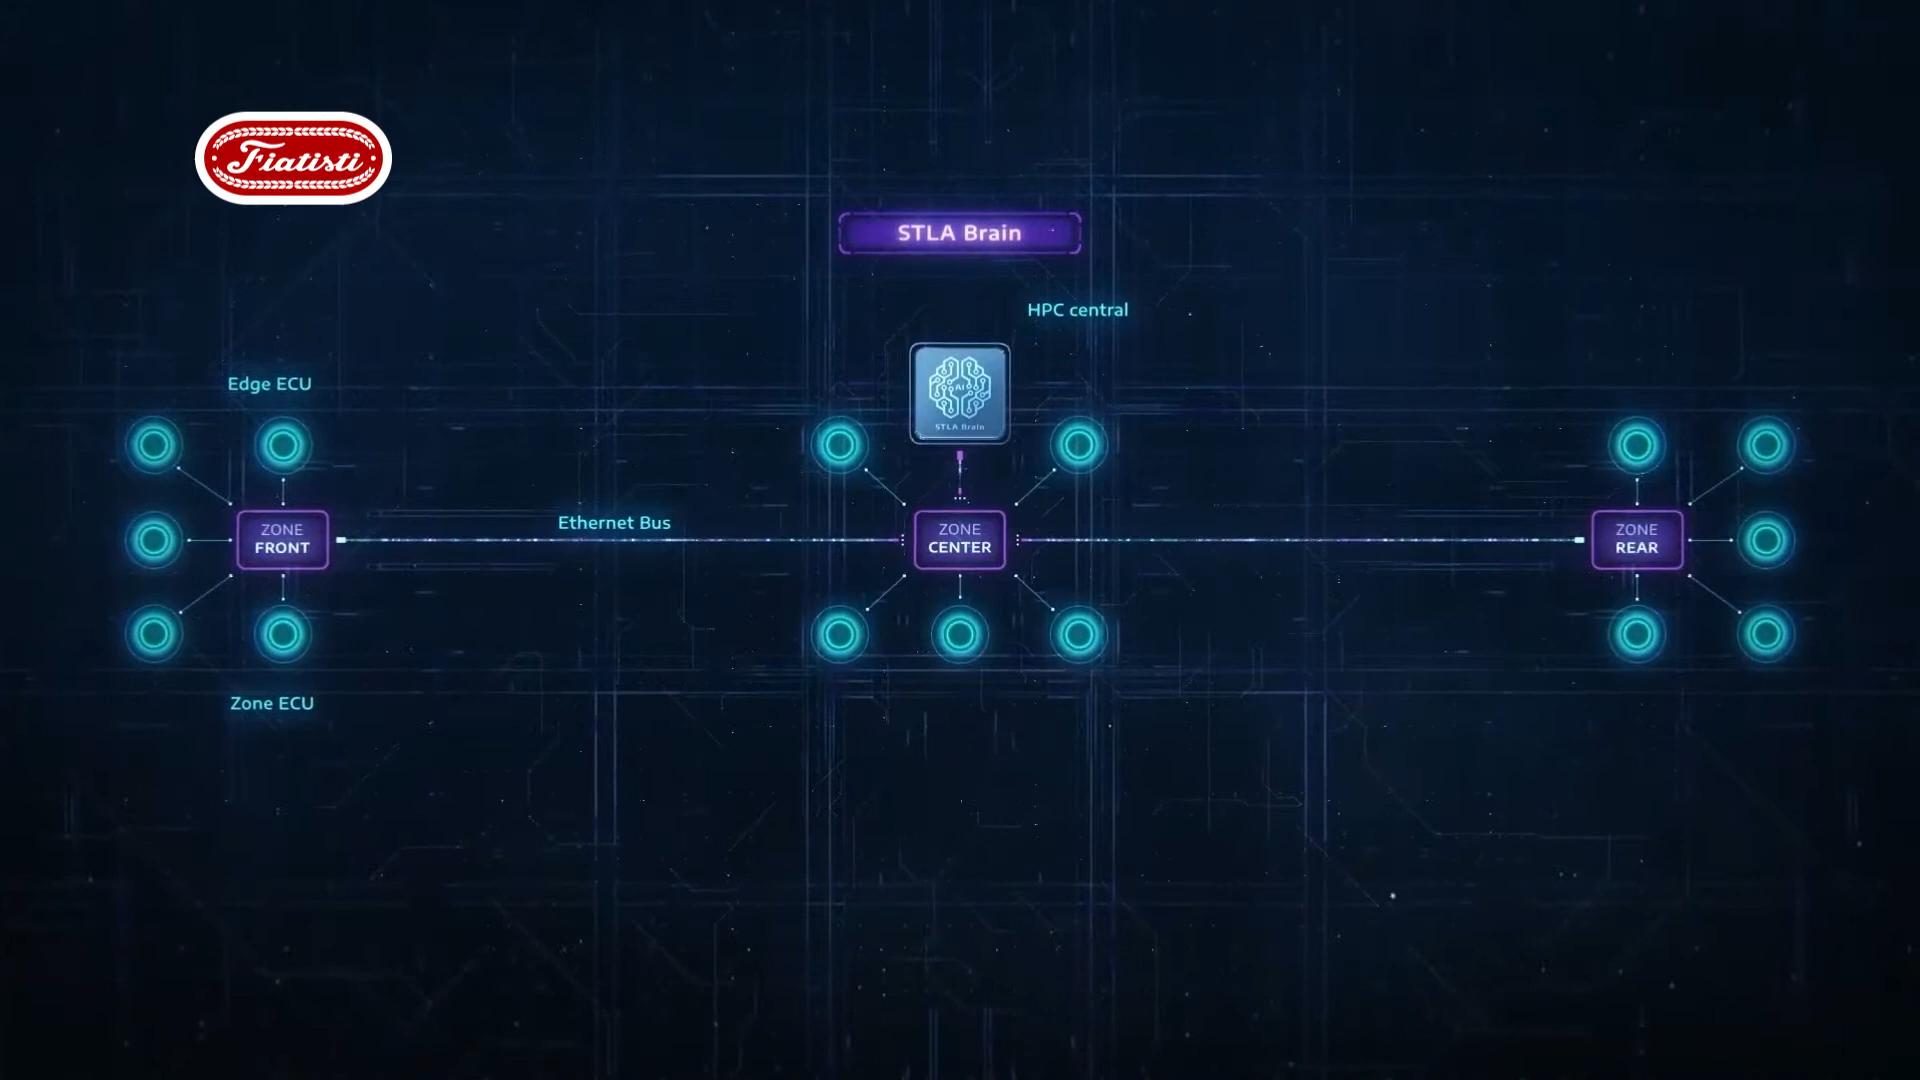 Fiatisti
STLA Brain
HPC central
AI
STLA Brain
Edge ECU
ZONE
FRONT
Ethernet Bus
ZONE
CENTER
ZONE
REAR
Zone ECU